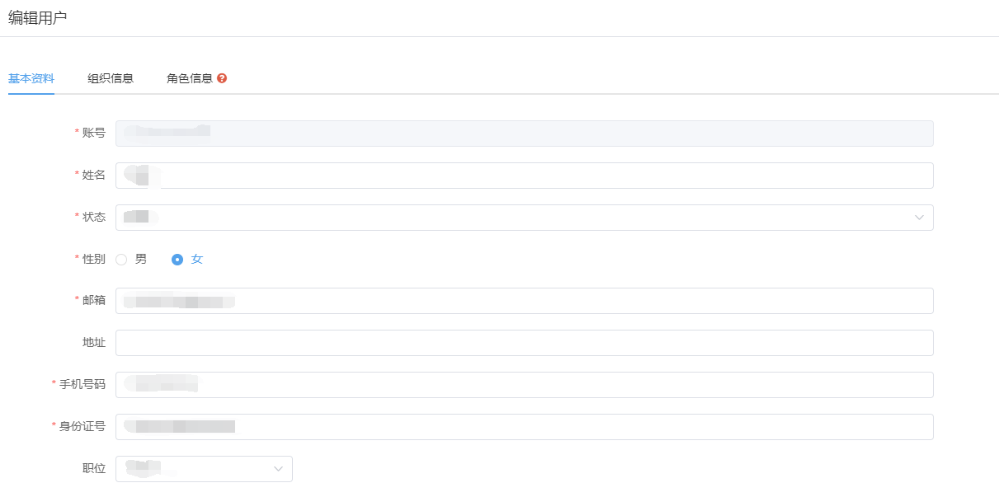 编辑用户
基本资料 组织信息 角色信息 ?
* 账号
* 姓名
* 状态
* 性别 男 女
* 邮箱
地址
* 手机号码
* 身份证号
职位